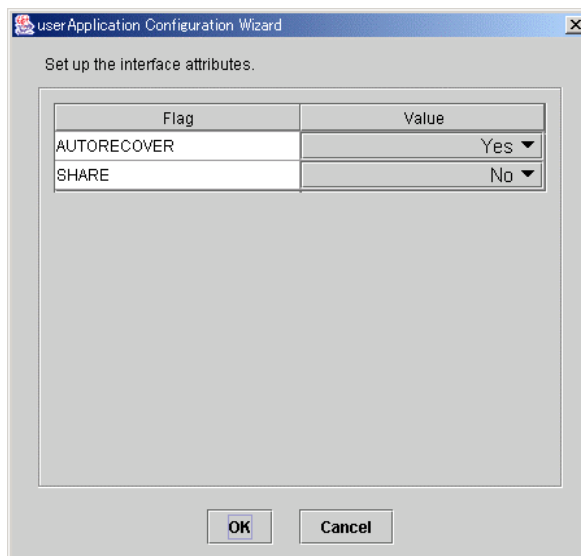 userApplication Configuration Wizard
Set up the interface attributes.
Flag Value
AUTORECOVER Yes
SHARE No
OK Cancel